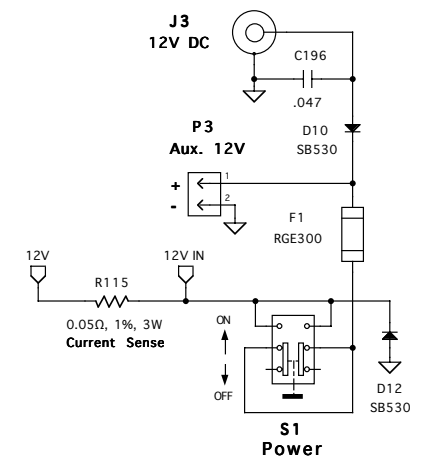 J3
12V DC
C196
.047
D10
SB530
P3
Aux. 12V
+
1
-
2
F1
RGE300
12V
12V IN
R115
0.05Ω, 1%, 3W
Current Sense
ON
OFF
D12
SB530
S1
Power